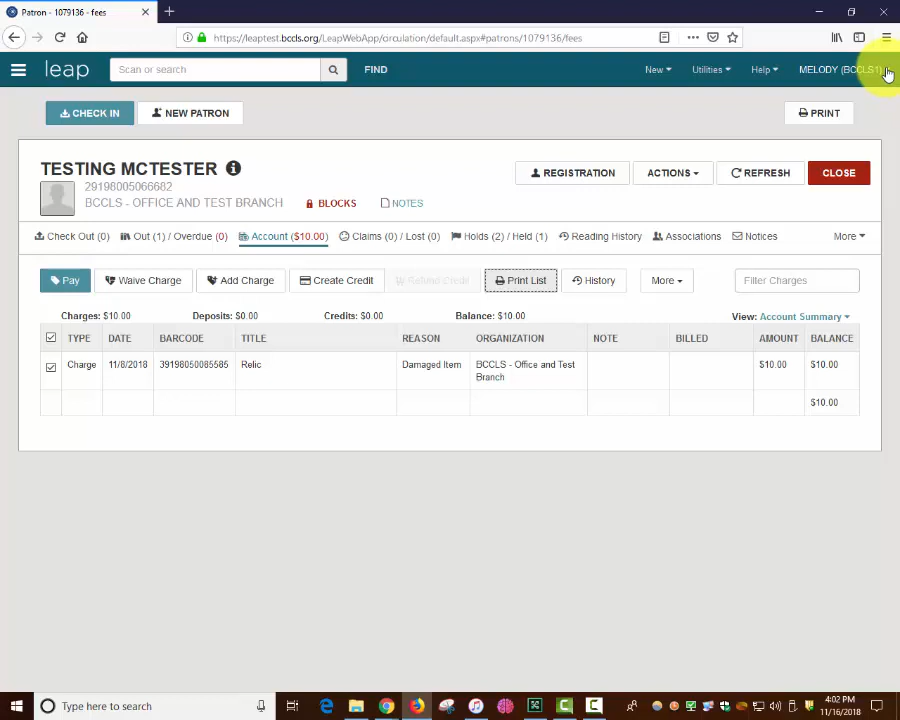 Patron - 1079136 - fees
https://leaptest.bccls.org/LeapWebApp/circulation/default.aspx#patrons/1079136/fees
leap Scan or search FIND New Utilities Help MELODY (BCCLS1)
CHECK IN NEW PATRON PRINT
TESTING MCTESTER
29198005066682
BCCLS - OFFICE AND TEST BRANCH BLOCKS NOTES
REGISTRATION ACTIONS REFRESH CLOSE
Check Out (0) Out (1) / Overdue (0) Account ($10.00) Claims (0) / Lost (0) Holds (2) / Held (1) Reading History Associations Notices More
Pay Waive Charge Add Charge Create Credit Refund Credit Print List History More Filter Charges
Charges: $10.00 Deposits: $0.00 Credits: $0.00 Balance: $10.00 View: Account Summary
TYPE DATE BARCODE TITLE REASON ORGANIZATION NOTE BILLED AMOUNT BALANCE
Charge 11/8/2018 39198050085585 Relic Damaged Item BCCLS - Office and Test $10.00 $10.00
Branch
$10.00
Type here to search
4:02 PM
11/16/2018